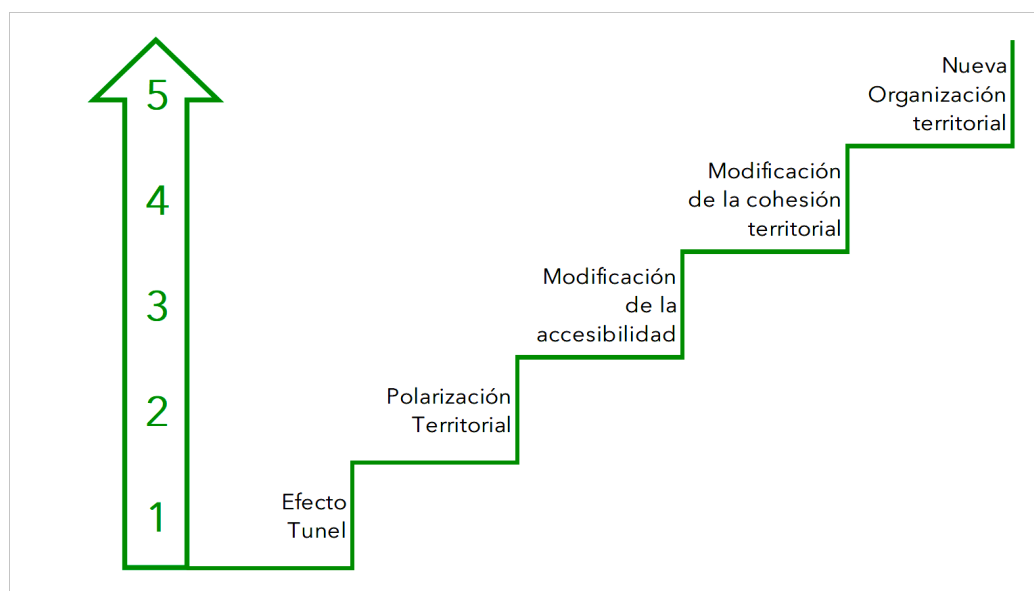 5
Nueva
Organización
territorial
4
Modificación
de la cohesión
territorial
3
Modificación
de la
accesibilidad
2
Polarización
Territorial
1
Efecto
Tunel